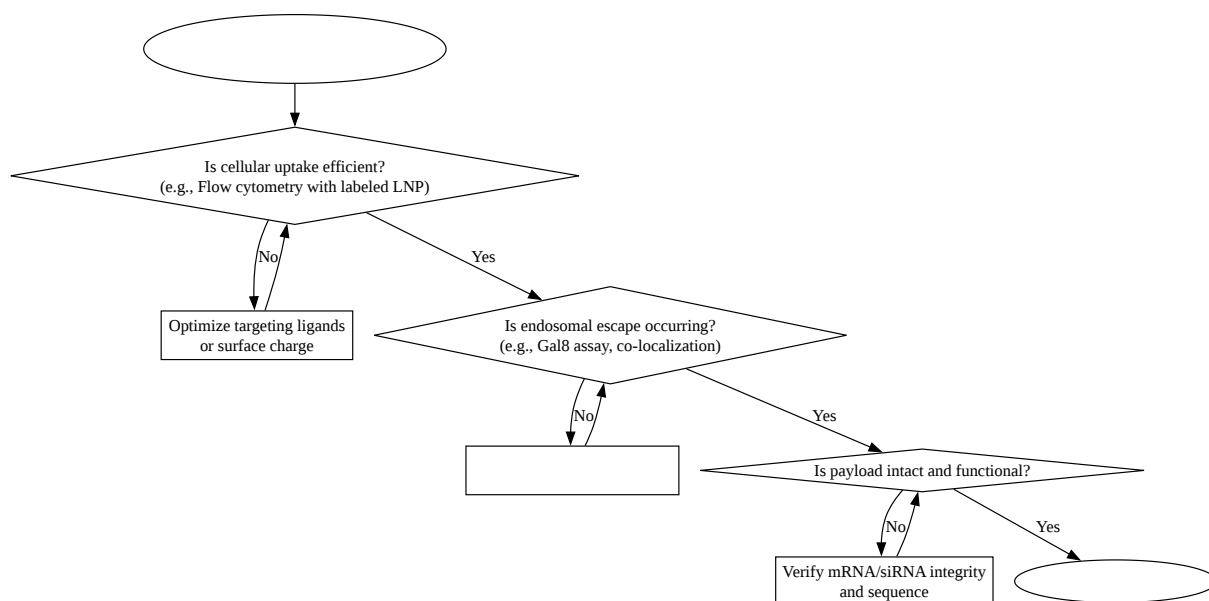 Is cellular uptake efficient?
(e.g., Flow cytometry with labeled LNP)
No
Yes
Optimize targeting ligands
or surface charge
Is endosomal escape occurring?
(e.g., Gal8 assay, co-localization)
No
Yes
Is payload intact and functional?
No
Yes
Verify mRNA/siRNA integrity
and sequence